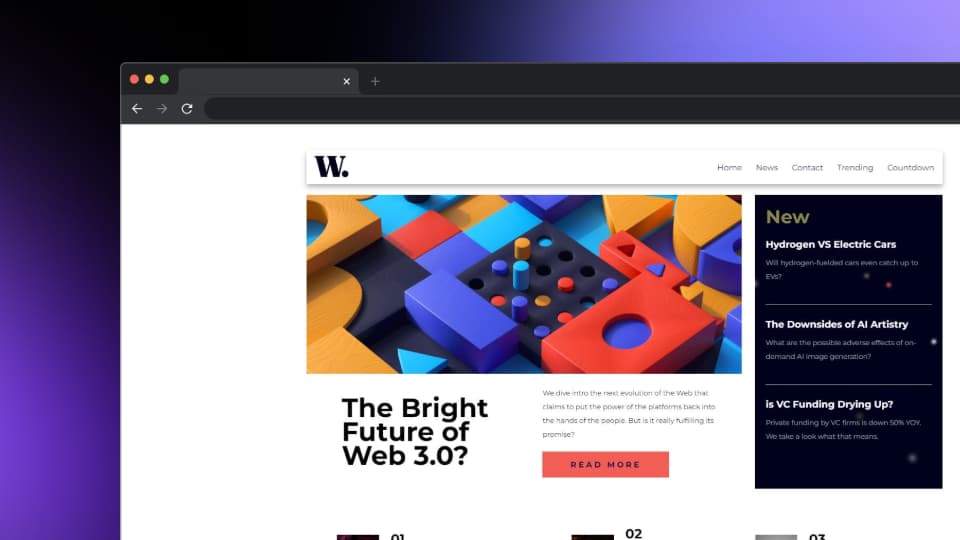 W.
Home News Contact Trending Countdown
New
Hydrogen VS Electric Cars
Will hydrogen-fuelded cars even catch up to
EVs?
The Downsides of AI Artistry
What are the possible adverse effects of on-
demand AI image generation?
is VC Funding Drying Up?
Private funding by VC firms is down 50% YOY.
We take a look what that means.
The Bright
Future of
Web 3.0?
We dive intro the next evolution of the Web that
claims to put the power of the platforms back into
the hands of the people. But is it really fulfilling its
promise?
READ MORE
01
02
03